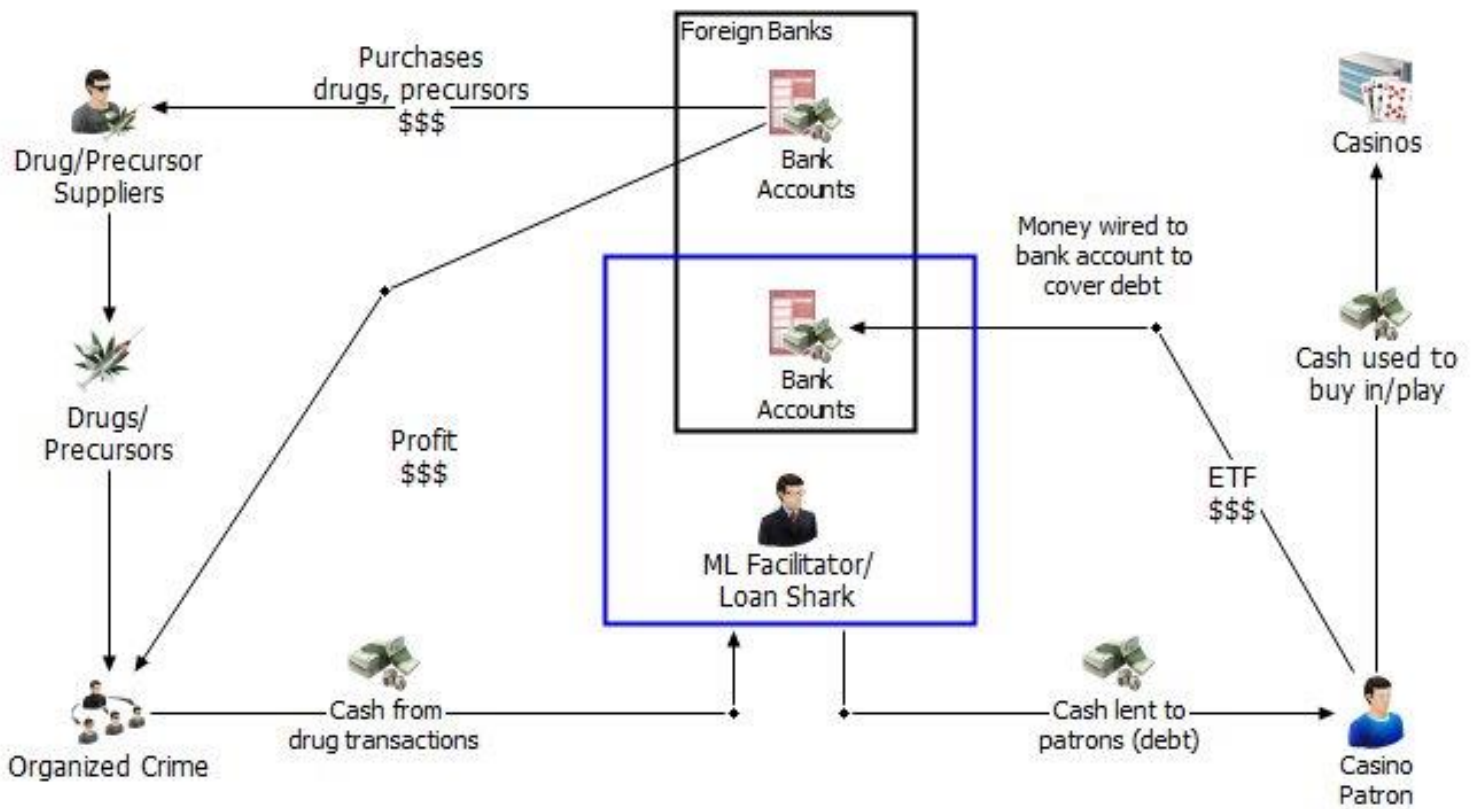 Foreign Banks
Purchases
drugs, precursors
$$$
Drug/Precursor
Suppliers
Bank
Accounts
Casinos
Money wired to
bank account to
cover debt
Bank
Accounts
Cash used to
buy in/play
Drugs/
Precursors
Profit
$$$
ETF
$$$
ML Facilitator/
Loan Shark
Cash from
drug transactions
Cash lent to
patrons (debt)
Organized Crime
Casino
Patron